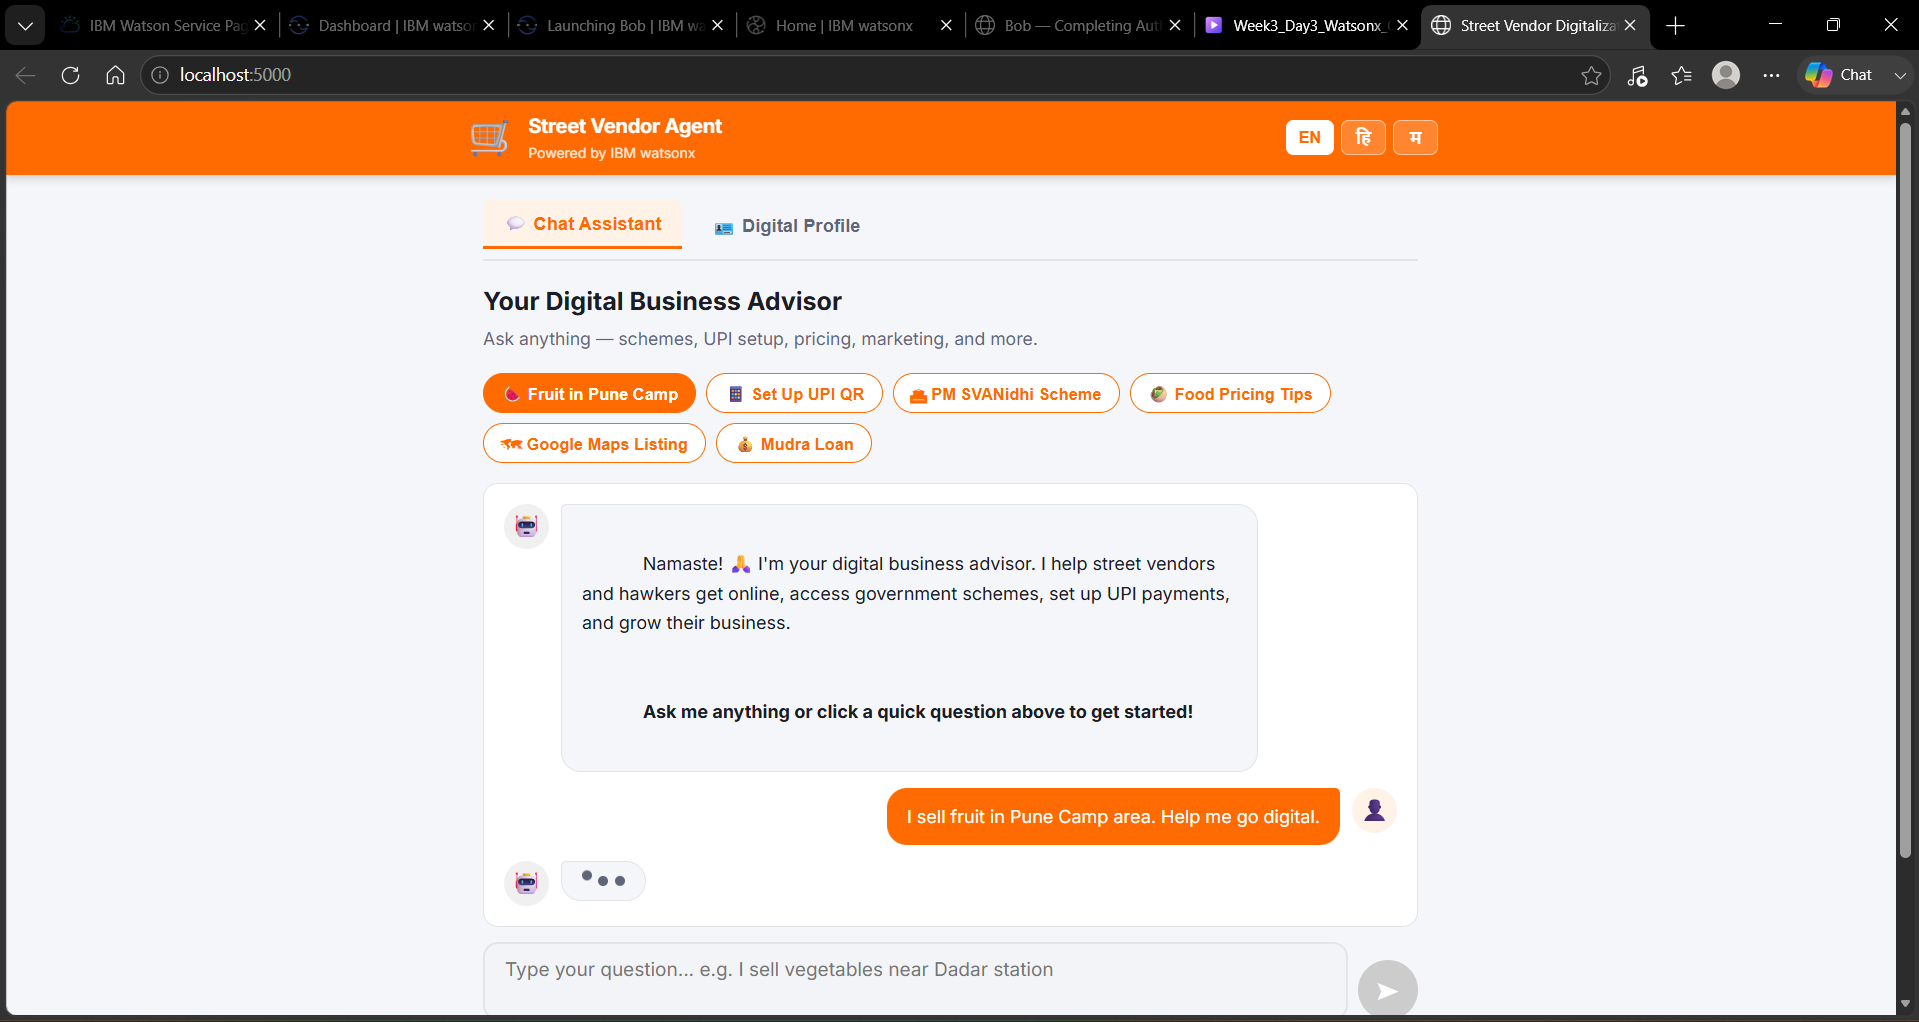 IBM Watson Service Pag
Dashboard | IBM watson
Launching Bob | IBM wa
Home | IBM watsonx
Bob — Completing Aut
Week3_Day3_Watsonx_
Street Vendor Digitaliza
localhost:5000
Chat
Street Vendor Agent
Powered by IBM watsonx
EN
हि
म
Chat Assistant
Digital Profile
Your Digital Business Advisor
Ask anything — schemes, UPI setup, pricing, marketing, and more.
Fruit in Pune Camp
Set Up UPI QR
PM SVANidhi Scheme
Food Pricing Tips
Google Maps Listing
Mudra Loan
Namaste! 🙏 I'm your digital business advisor. I help street vendors
and hawkers get online, access government schemes, set up UPI payments,
and grow their business.
Ask me anything or click a quick question above to get started!
I sell fruit in Pune Camp area. Help me go digital.
Type your question... e.g. I sell vegetables near Dadar station